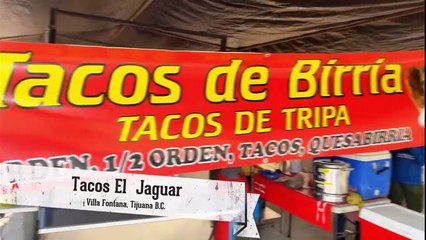 Tacos de Birria
TACOS DE TRIPA
ORDEN, 1/2 ORDEN, TACOS, QUESABIRRIA
Tacos El Jaguar
Villa Fontana, Tijuana B.C.